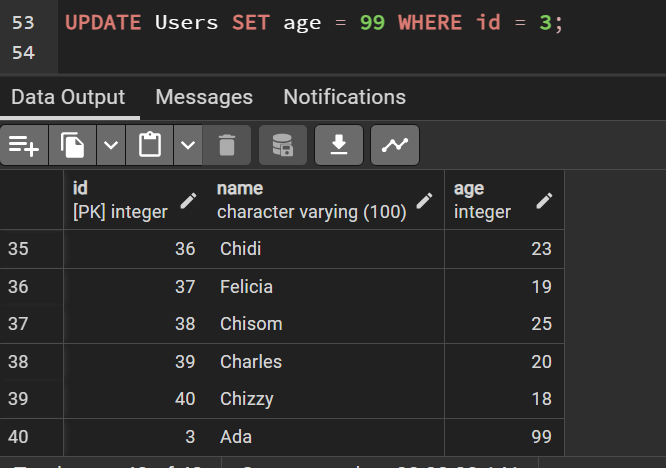 53 UPDATE Users SET age = 99 WHERE id = 3;
54
Data Output Messages Notifications
id name age
[PK] integer character varying (100) integer
35 36 Chidi 23
36 37 Felicia 19
37 38 Chisom 25
38 39 Charles 20
39 40 Chizzy 18
40 3 Ada 99